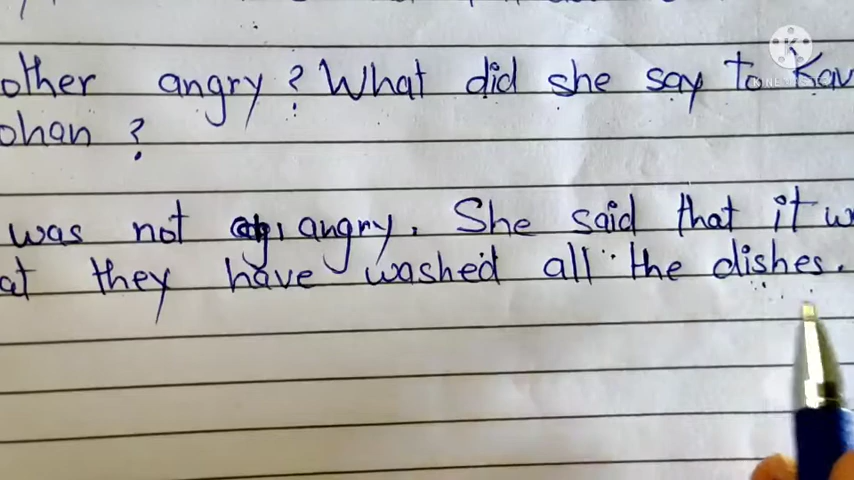 other angry? What did she say to Kav
ohan?
was not angry. She said that it w
at they have washed all the dishes.